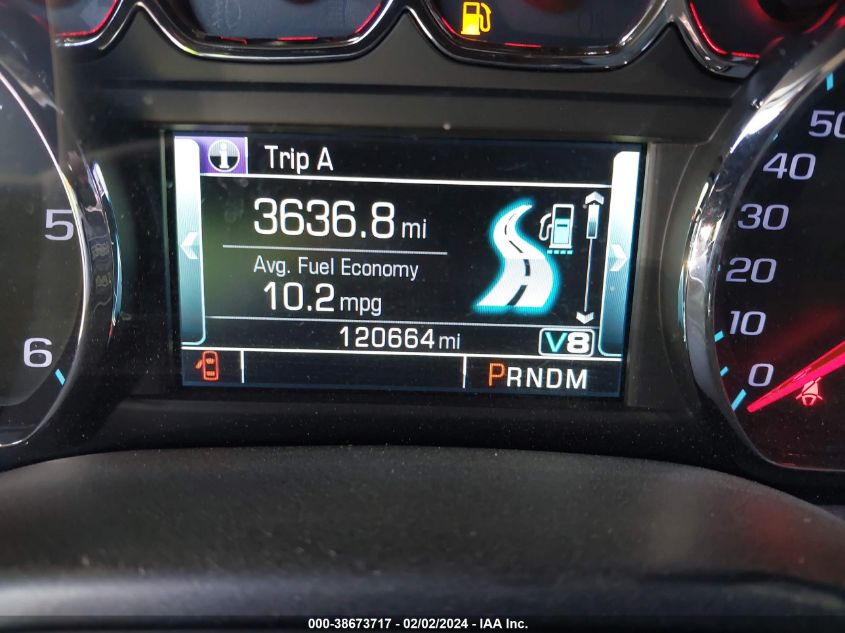 Trip A
3636.8 mi
Avg. Fuel Economy
10.2 mpg
120664 mi
V8
PRNDM
5
6
50
40
30
20
10
0
000-38673717 - 02/02/2024 - IAA Inc.